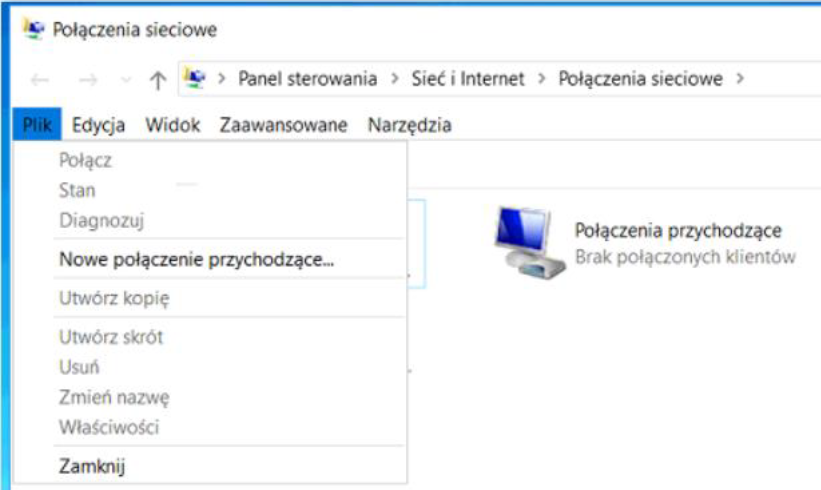 Połączenia sieciowe
Panel sterowania > Sieć i Internet > Połączenia sieciowe >
Plik Edycja Widok Zaawansowane Narzędzia
Połącz
Stan
Diagnozuj
Nowe połączenie przychodzące...
Utwórz kopię
Utwórz skrót
Usuń
Zmień nazwę
Właściwości
Zamknij
Połączenia przychodzące
Brak połączonych klientów